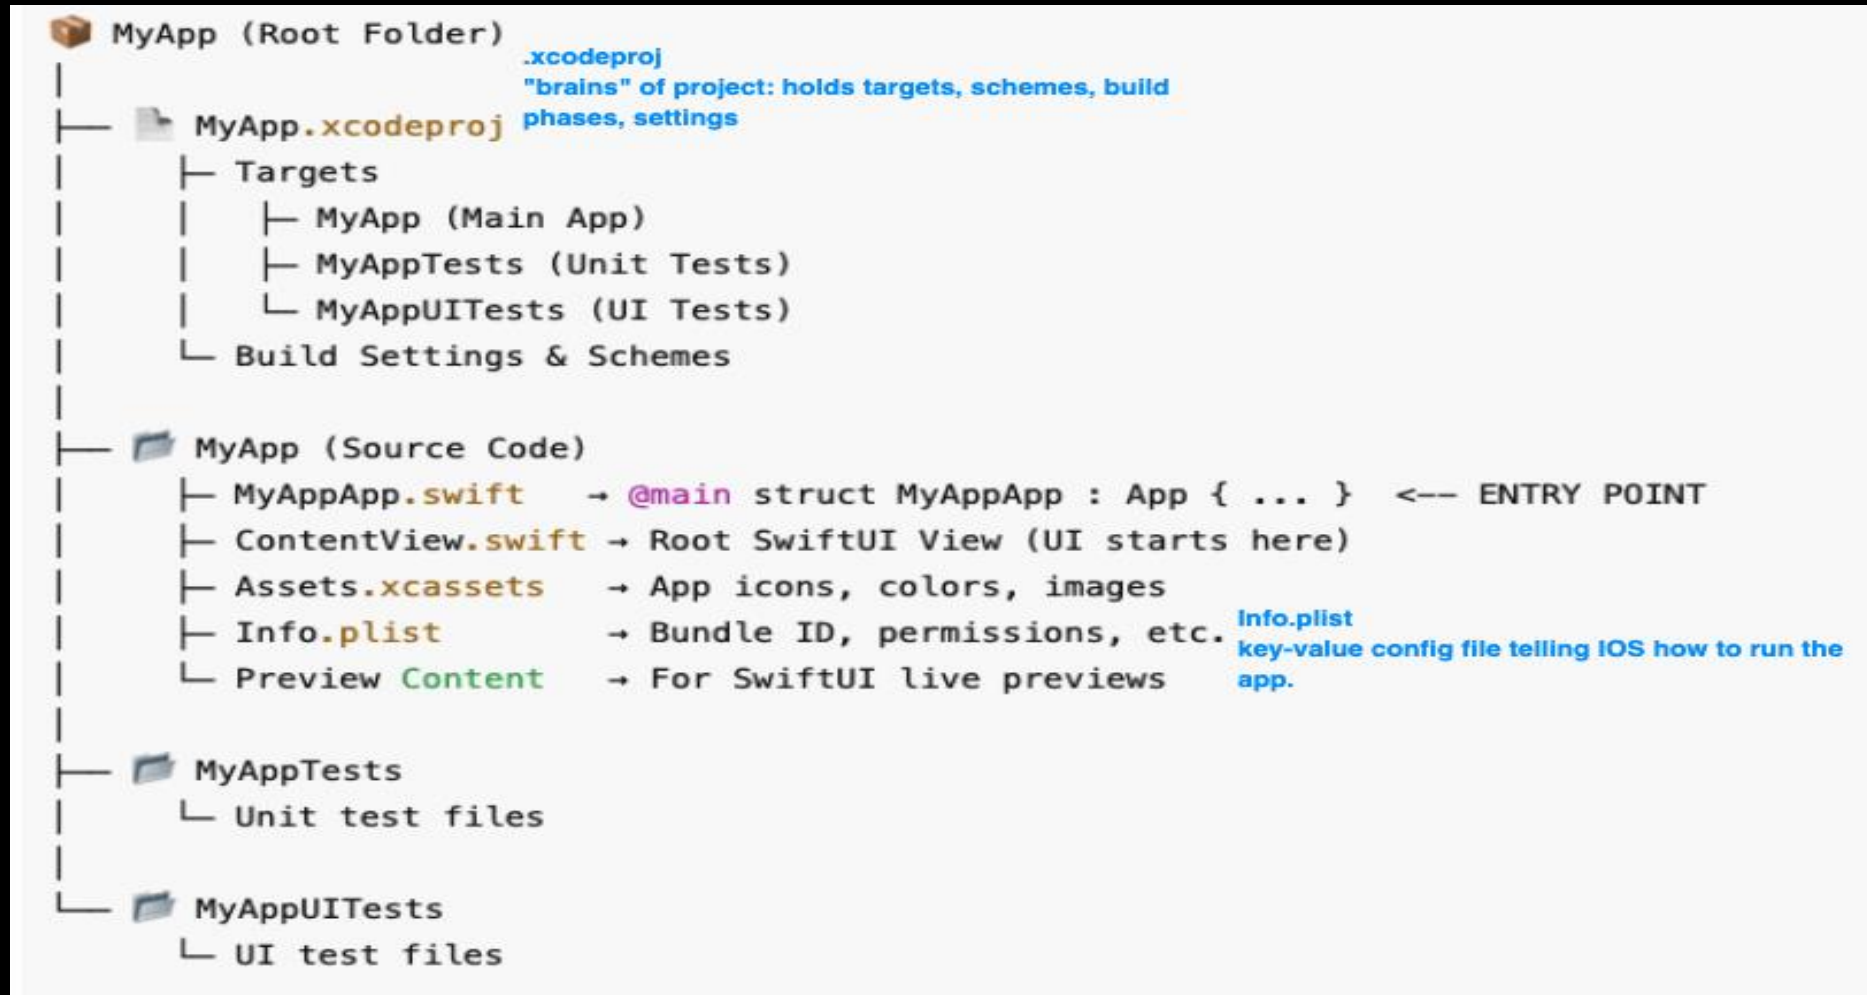 MyApp (Root Folder)
.xcodeproj
"brains" of project: holds targets, schemes, build
phases, settings
MyApp.xcodeproj
Targets
MyApp (Main App)
MyAppTests (Unit Tests)
MyAppUITests (UI Tests)
Build Settings & Schemes
MyApp (Source Code)
MyAppApp.swift → @main struct MyAppApp : App { ... } <-- ENTRY POINT
ContentView.swift → Root SwiftUI View (UI starts here)
Assets.xcassets → App icons, colors, images
Info.plist → Bundle ID, permissions, etc.
Info.plist
key-value config file telling IOS how to run the
app.
Preview Content → For SwiftUI live previews
MyAppTests
Unit test files
MyAppUITests
UI test files